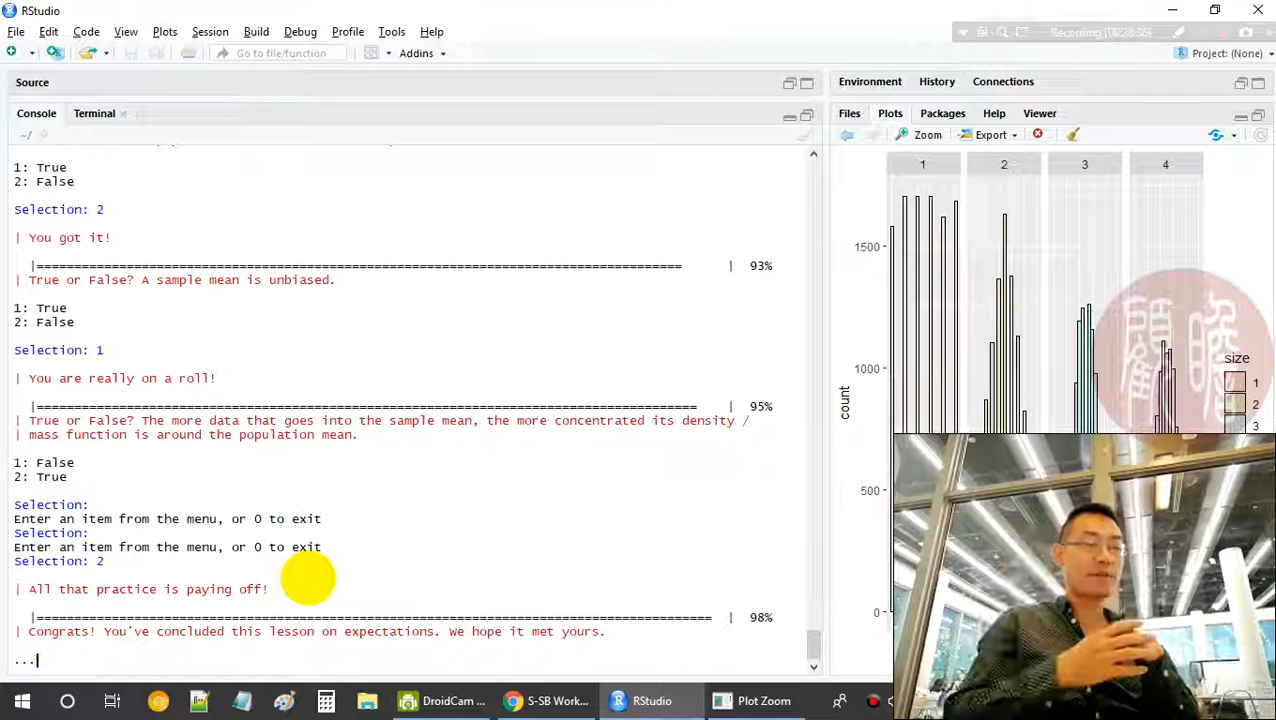 RStudio
File Edit Code View Plots Session Build Debug Profile Tools Help
Recording [00:28:36]
Go to file/function
Addins
Project: (None)
Source
Console Terminal
~/
1: True
2: False
Selection: 2
| You got it!
|======================================================================================| 93%
| True or False? A sample mean is unbiased.
1: True
2: False
Selection: 1
| You are really on a roll!
|========================================================================================| 95%
| True or False? The more data that goes into the sample mean, the more concentrated its density /
| mass function is around the population mean.
1: False
2: True
Selection:
Enter an item from the menu, or 0 to exit
Selection:
Enter an item from the menu, or 0 to exit
Selection: 2
| All that practice is paying off!
|==========================================================================================| 98%
| Congrats! You've concluded this lesson on expectations. We hope it met yours.
...
Environment History Connections
Files Plots Packages Help Viewer
Zoom Export
1 2 3 4
1500
1000
500
0
count
size
1
2
3
DroidCam ...
S-SB Work...
RStudio
Plot Zoom